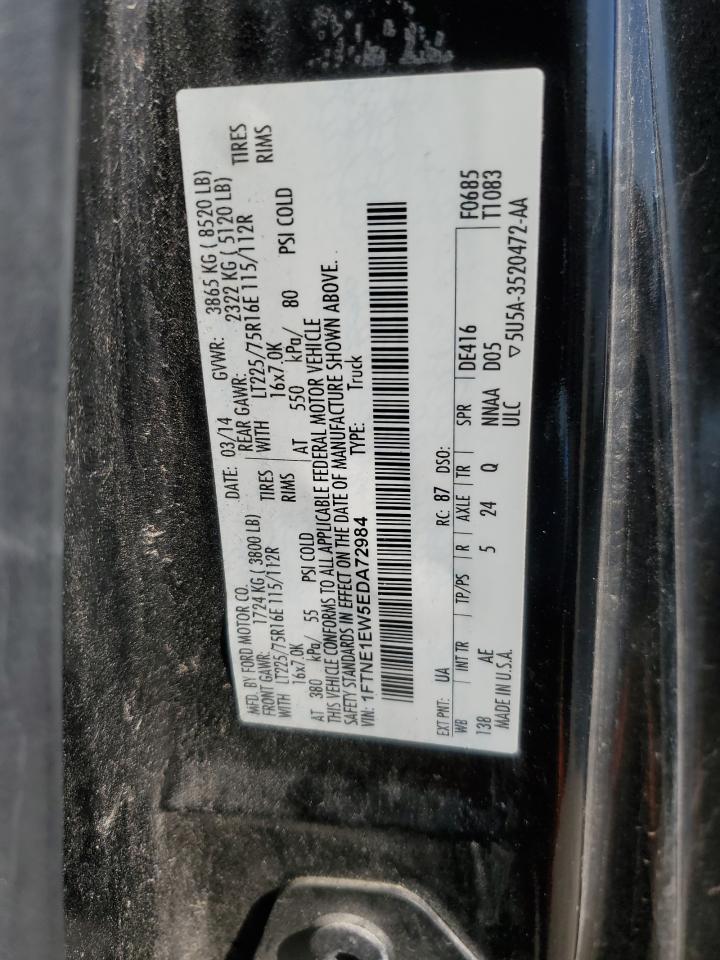 MFD. BY FORD MOTOR CO.
DATE: 03/14 GVWR: 3865 KG ( 8520 LB)
FRONT GAWR: 1724 KG ( 3800 LB) REAR GAWR: 2322 KG ( 5120 LB)
WITH LT225/75R16E 115/112R TIRES WITH LT225/75R16E 115/112R TIRES
16x7.0K RIMS 16x7.0K RIMS
AT 380 kPa/ 55 PSI COLD AT 550 kPa/ 80 PSI COLD
THIS VEHICLE CONFORMS TO ALL APPLICABLE FEDERAL MOTOR VEHICLE
SAFETY STANDARDS IN EFFECT ON THE DATE OF MANUFACTURE SHOWN ABOVE.
VIN: 1FTNE1EW5EDA72984 TYPE: Truck
EXT PNT: UA RC: 87 DSO: F0685
WB INT TR TP/PS R AXLE TR SPR DE416 T1083
138 AE 5 24 Q NNAA D05
MADE IN U.S.A. ULC ▽5U5A-3520472-AA